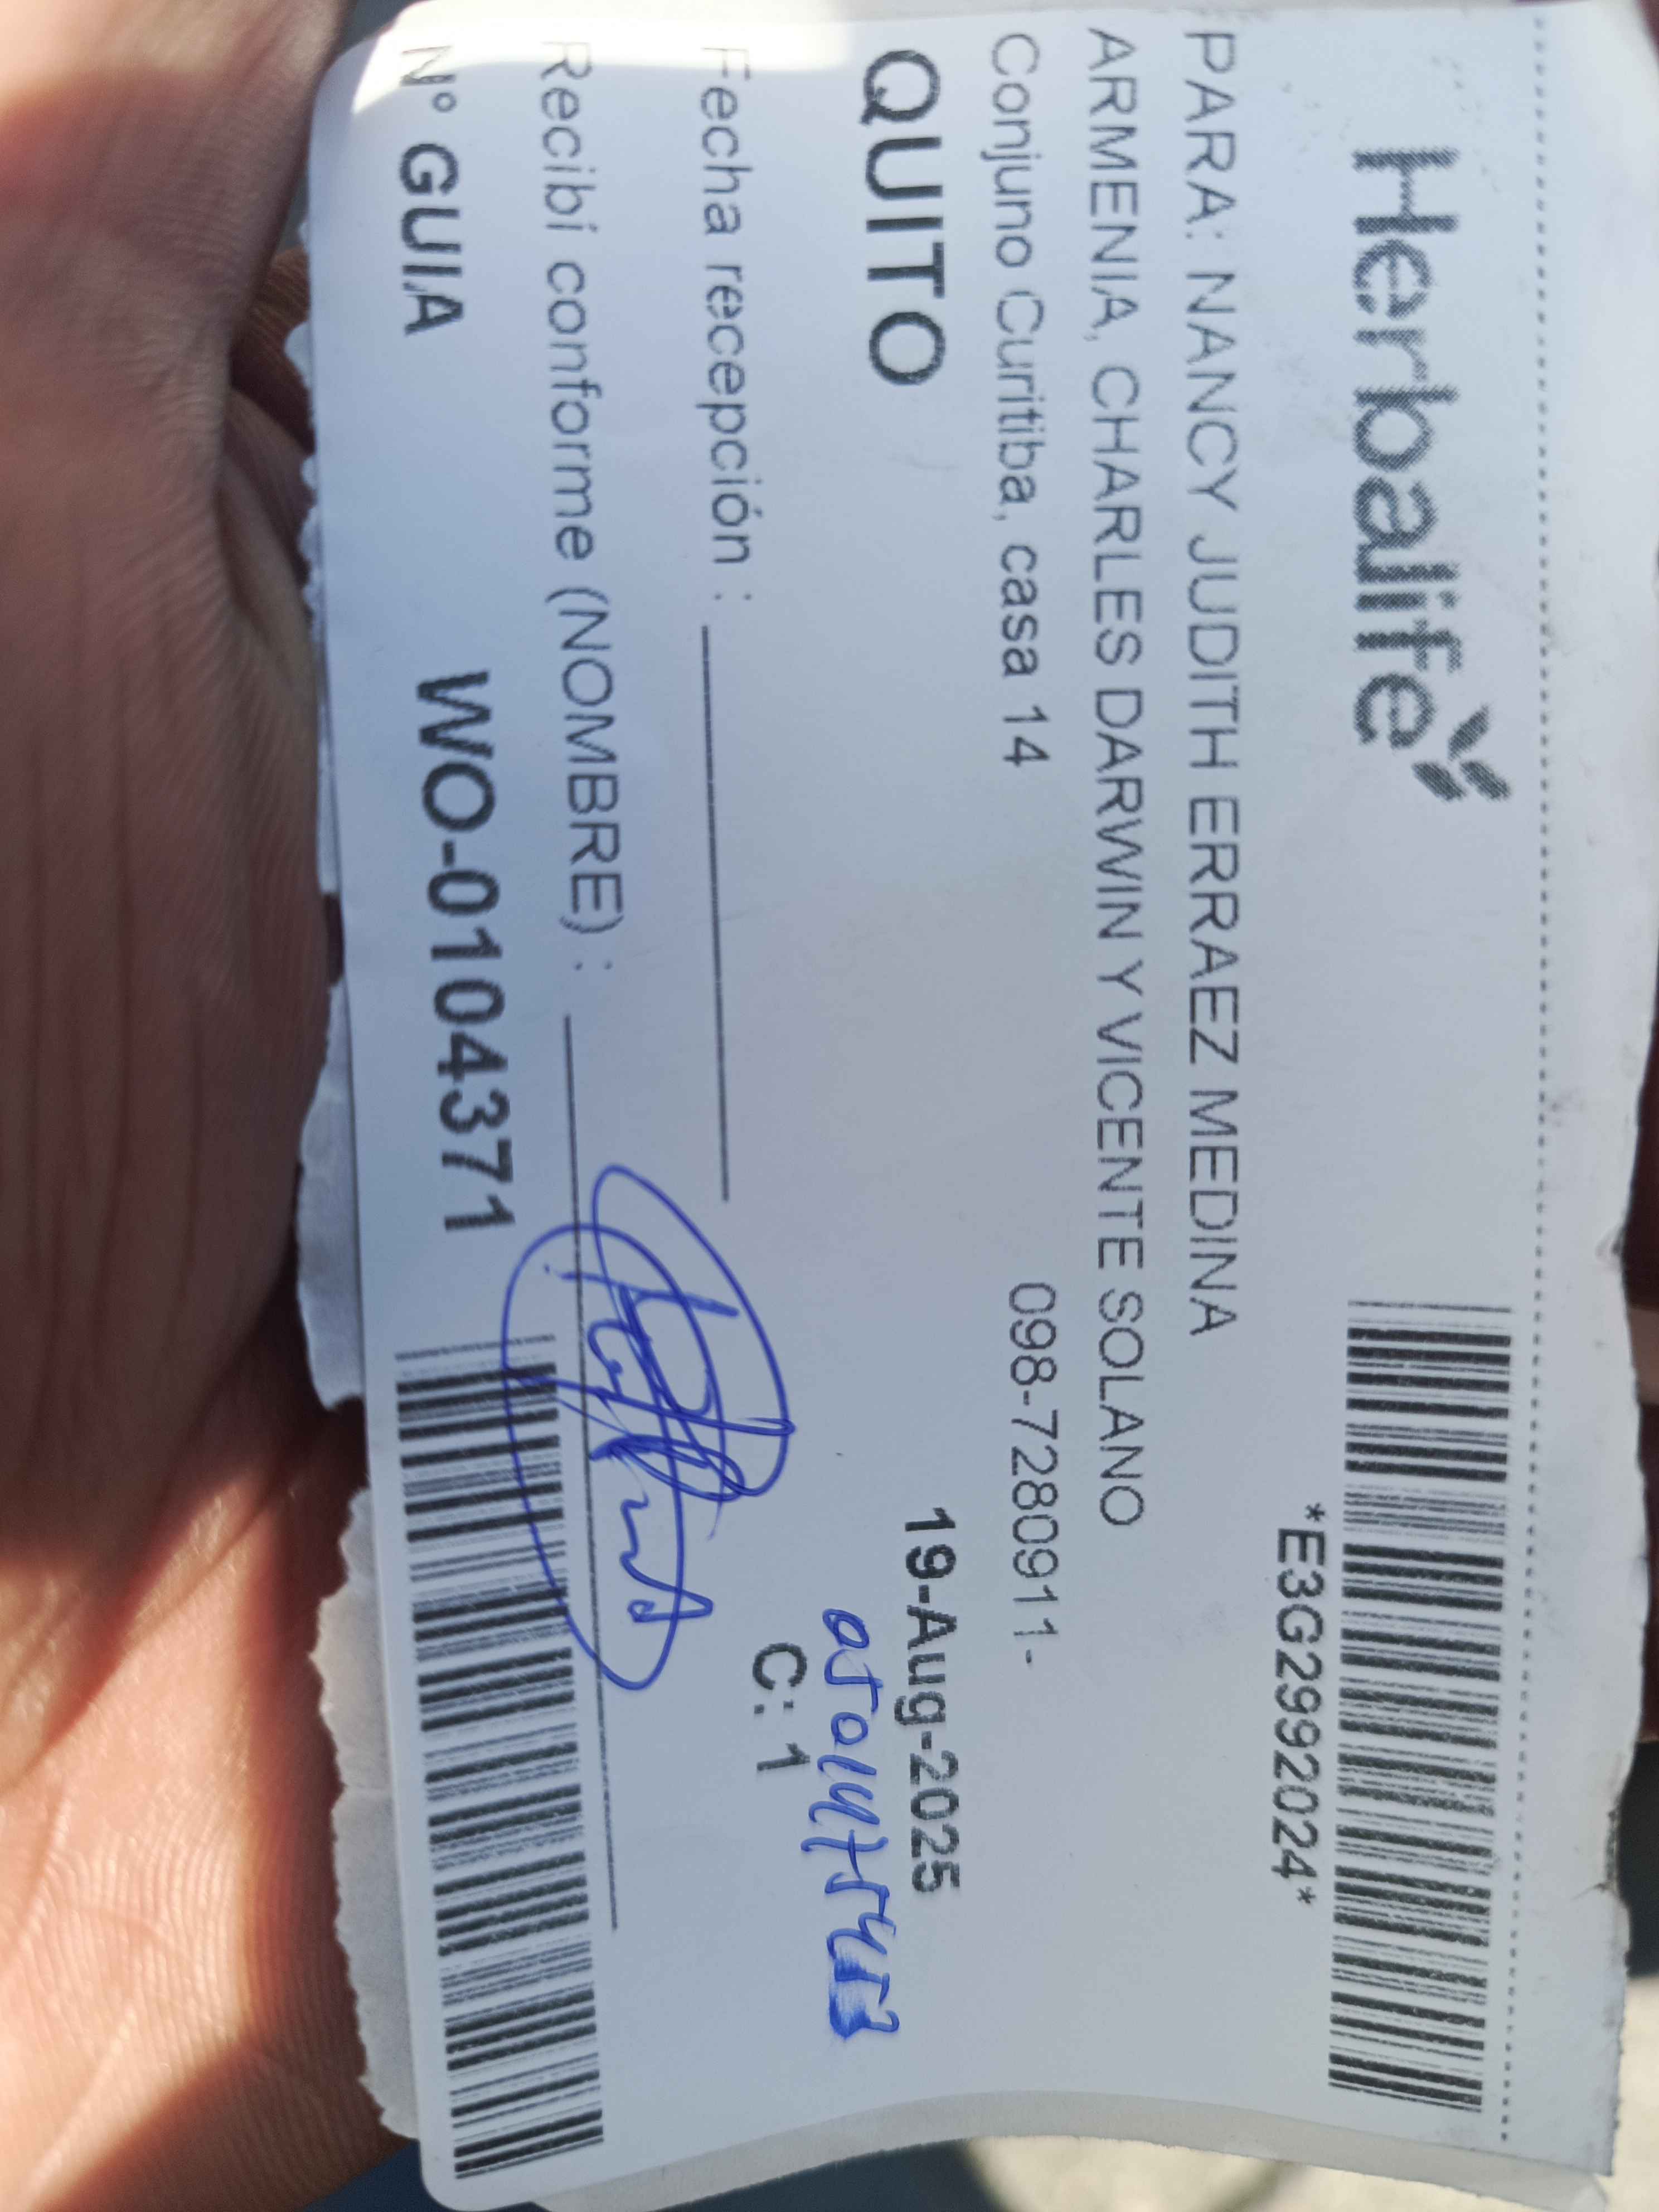 Herbalife
*E3G2992024*
PARA: NANCY JUDITH ERRAEZ MEDINA
ARMENIA, CHARLES DARWIN Y VICENTE SOLANO
Conjuno Curitiba, casa 14 098-7280911-
QUITO 19-Aug-2025
Fecha recepción :
C: 1
Recibí conforme (NOMBRE) :
N° GUIA WO-0104371